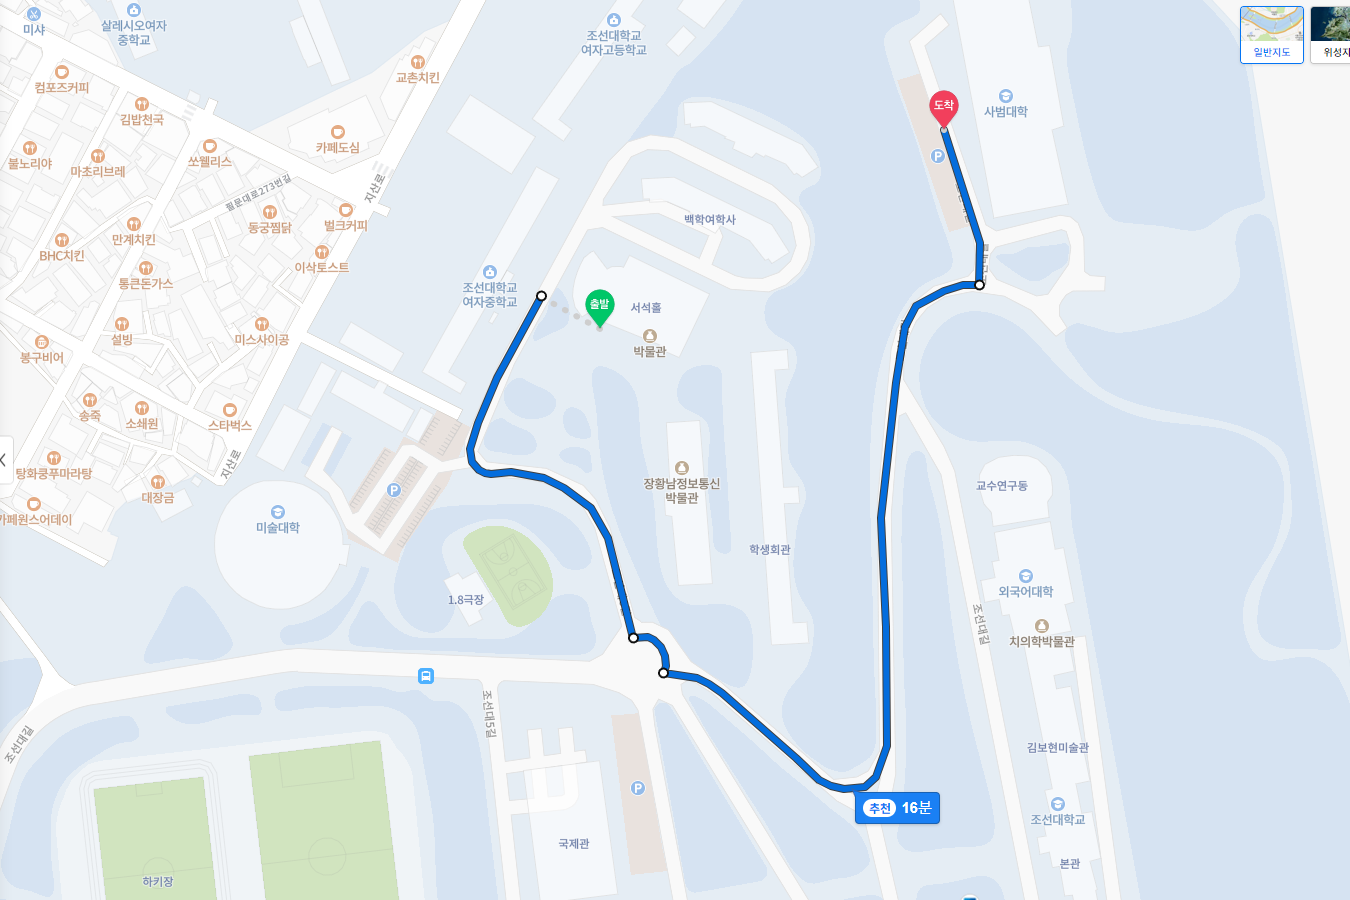 미샤
살레시오여자
중학교
조선대학교
여자고등학교
일반지도
위성지
컴포즈커피
교촌치킨
김밥천국
도착
사범대학
불노리야
마초리브레
쏘웰리스
카페도심
P
지산로
필문대로273번길
동궁찜닭
벌크커피
백학여학사
만계치킨
BHC치킨
이삭토스트
통큰돈가스
조선대학교
여자중학교
출발
서석홀
박물관
설빙
미스사이공
봉구비어
송죽
소쇄원
스타벅스
지산로
탕화쿵푸마라탕
대장금
P
장황남정보통신
박물관
교수연구동
카페원스어데이
미술대학
학생회관
1.8극장
외국어대학
조선대길
치의학박물관
조선대5길
조선대길
김보현미술관
P
추천 16분
조선대학교
국제관
본관
하키장